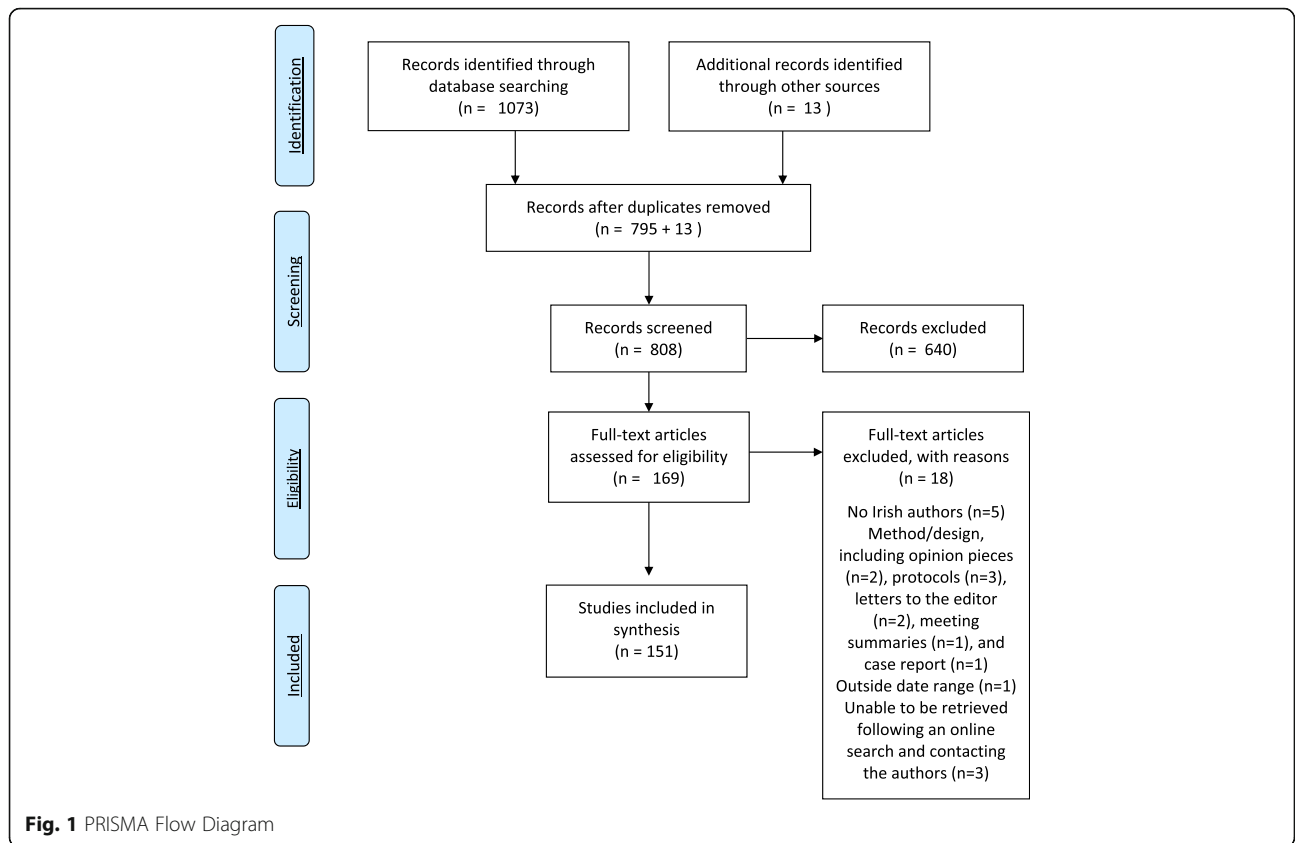 Identification
Records identified through
database searching
(n = 1073)
Additional records identified
through other sources
(n = 13 )
Records after duplicates removed
(n = 795 + 13 )
Screening
Records screened
(n = 808)
Records excluded
(n = 640)
Eligibility
Full-text articles
assessed for eligibility
(n = 169)
Full-text articles
excluded, with reasons
(n = 18)
No Irish authors (n=5)
Method/design,
including opinion pieces
(n=2), protocols (n=3),
letters to the editor
(n=2), meeting
summaries (n=1), and
case report (n=1)
Outside date range (n=1)
Unable to be retrieved
following an online
search and contacting
the authors (n=3)
Included
Studies included in
synthesis
(n = 151)
Fig. 1 PRISMA Flow Diagram